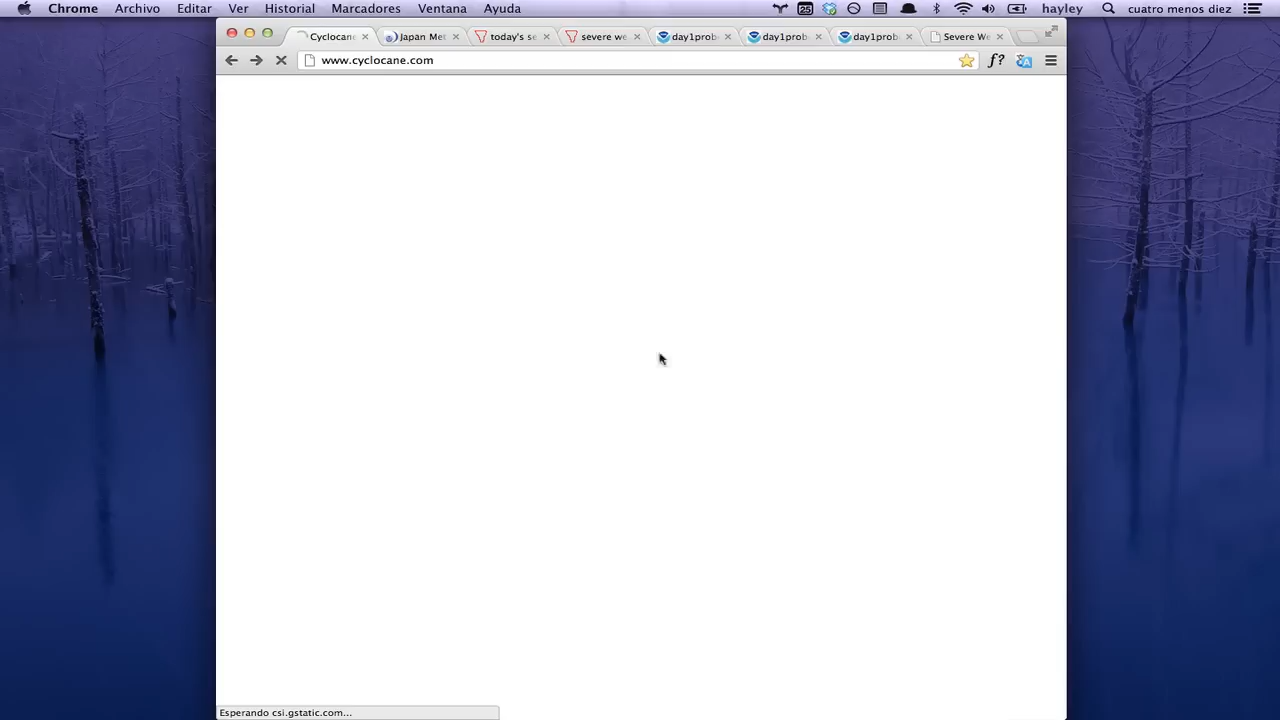 Chrome Archivo Editar Ver Historial Marcadores Ventana Ayuda 25 hayley cuatro menos diez
Cyclocane Japan Met today's se severe we day1prob day1prob day1prob Severe We
www.cyclocane.com f?
Esperando csi.gstatic.com...